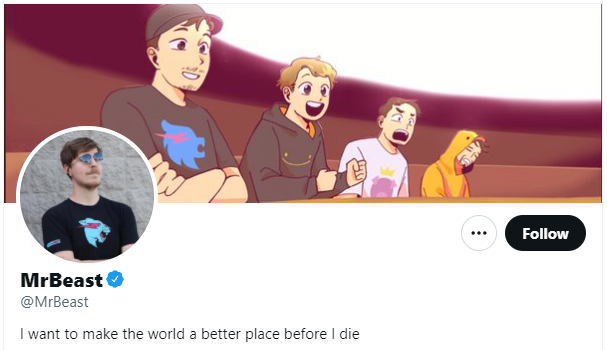 Follow
MrBeast
@MrBeast
I want to make the world a better place before I die